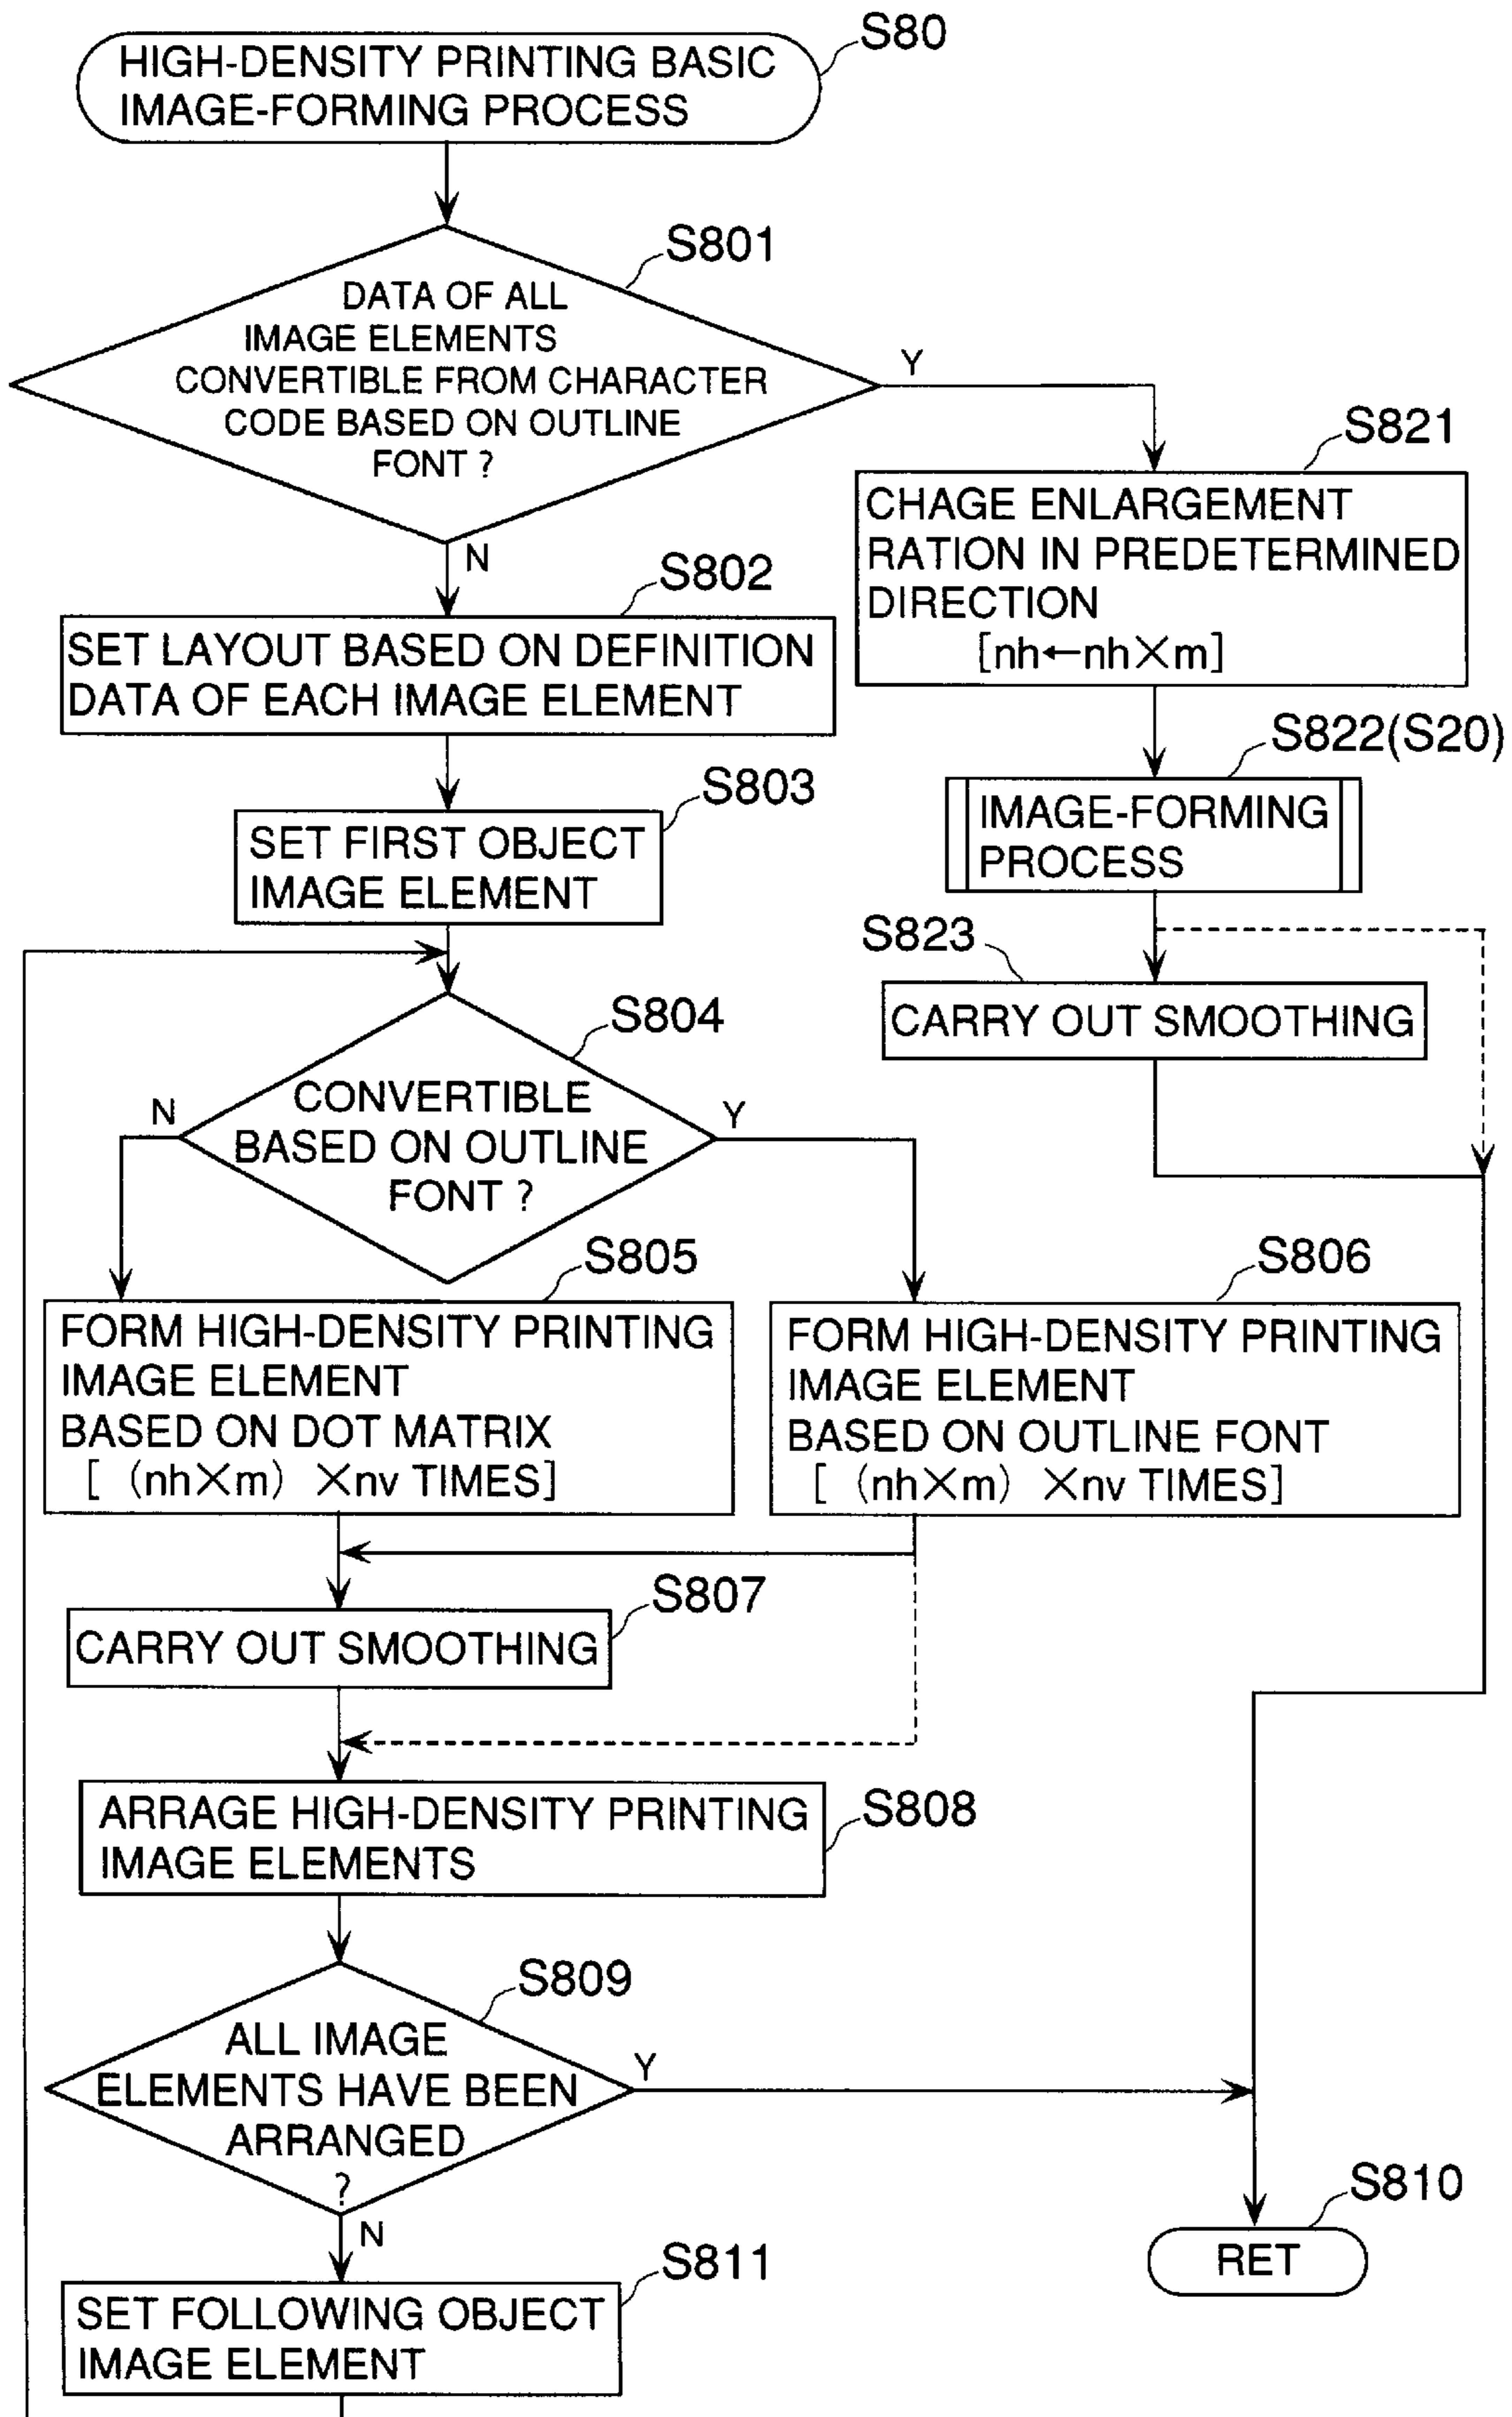 S80
HIGH-DENSITY PRINTING BASIC
IMAGE-FORMING PROCESS
S801
DATA OF ALL
IMAGE ELEMENTS
CONVERTIBLE FROM CHARACTER
CODE BASED ON OUTLINE
FONT ?
Y
N
S821
CHAGE ENLARGEMENT
RATION IN PREDETERMINED
DIRECTION
[nh←nh×m]
S802
SET LAYOUT BASED ON DEFINITION
DATA OF EACH IMAGE ELEMENT
S822(S20)
IMAGE-FORMING
PROCESS
S803
SET FIRST OBJECT
IMAGE ELEMENT
S823
CARRY OUT SMOOTHING
S804
CONVERTIBLE
BASED ON OUTLINE
FONT ?
N
Y
S805
FORM HIGH-DENSITY PRINTING
IMAGE ELEMENT
BASED ON DOT MATRIX
[ (nh×m) ×nv TIMES]
S806
FORM HIGH-DENSITY PRINTING
IMAGE ELEMENT
BASED ON OUTLINE FONT
[ (nh×m) ×nv TIMES]
S807
CARRY OUT SMOOTHING
S808
ARRAGE HIGH-DENSITY PRINTING
IMAGE ELEMENTS
S809
ALL IMAGE
ELEMENTS HAVE BEEN
ARRANGED
?
Y
N
S810
RET
S811
SET FOLLOWING OBJECT
IMAGE ELEMENT